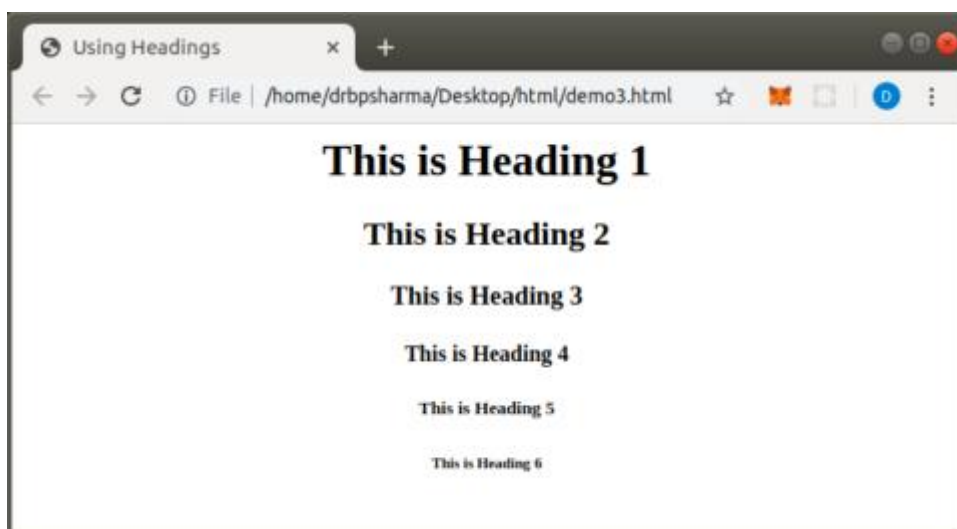 Using Headings
File | /home/drbpsharma/Desktop/html/demo3.html D
This is Heading 1
This is Heading 2
This is Heading 3
This is Heading 4
This is Heading 5
This is Heading 6